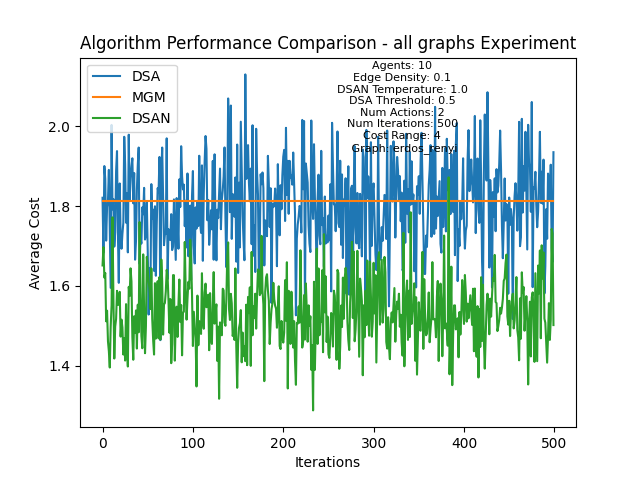 Algorithm Performance Comparison - all graphs Experiment
DSA
MGM
DSAN
Agents: 10
Edge Density: 0.1
DSAN Temperature: 1.0
DSA Threshold: 0.5
Num Actions: 2
Num Iterations: 500
Cost Range: 4
Graph: erdos_renyi
Average Cost
2.0
1.8
1.6
1.4
0
100
200
300
400
500
Iterations